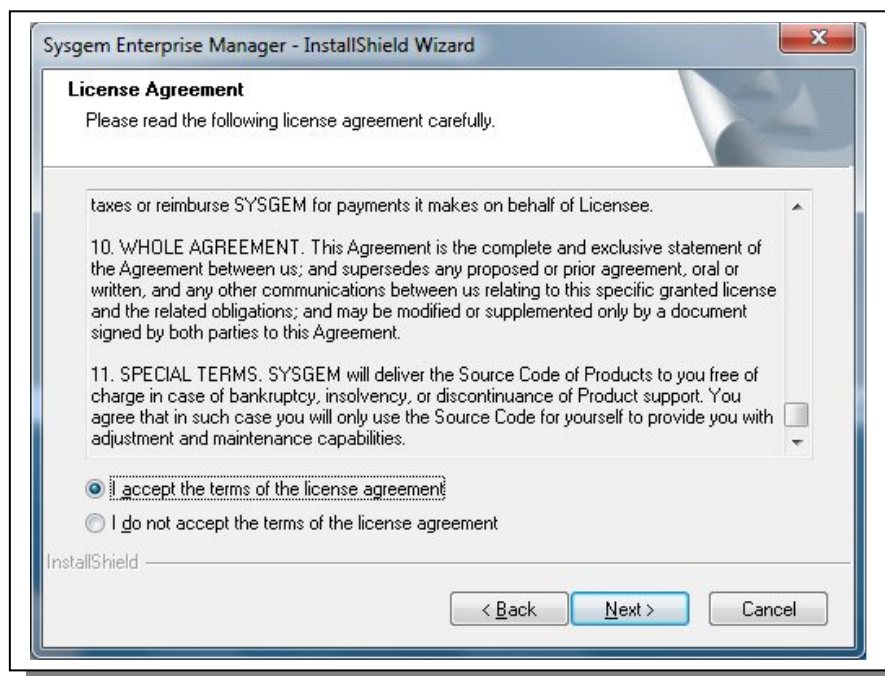 Sysgem Enterprise Manager - InstallShield Wizard
License Agreement
Please read the following license agreement carefully.
taxes or reimburse SYSGEM for payments it makes on behalf of Licensee.
10. WHOLE AGREEMENT. This Agreement is the complete and exclusive statement of
the Agreement between us; and supersedes any proposed or prior agreement, oral or
written, and any other communications between us relating to this specific granted license
and the related obligations; and may be modified or supplemented only by a document
signed by both parties to this Agreement.
11. SPECIAL TERMS. SYSGEM will deliver the Source Code of Products to you free of
charge in case of bankruptcy, insolvency, or discontinuance of Product support. You
agree that in such case you will only use the Source Code for yourself to provide you with
adjustment and maintenance capabilities.
I accept the terms of the license agreement
I do not accept the terms of the license agreement
InstallShield
< Back Next > Cancel